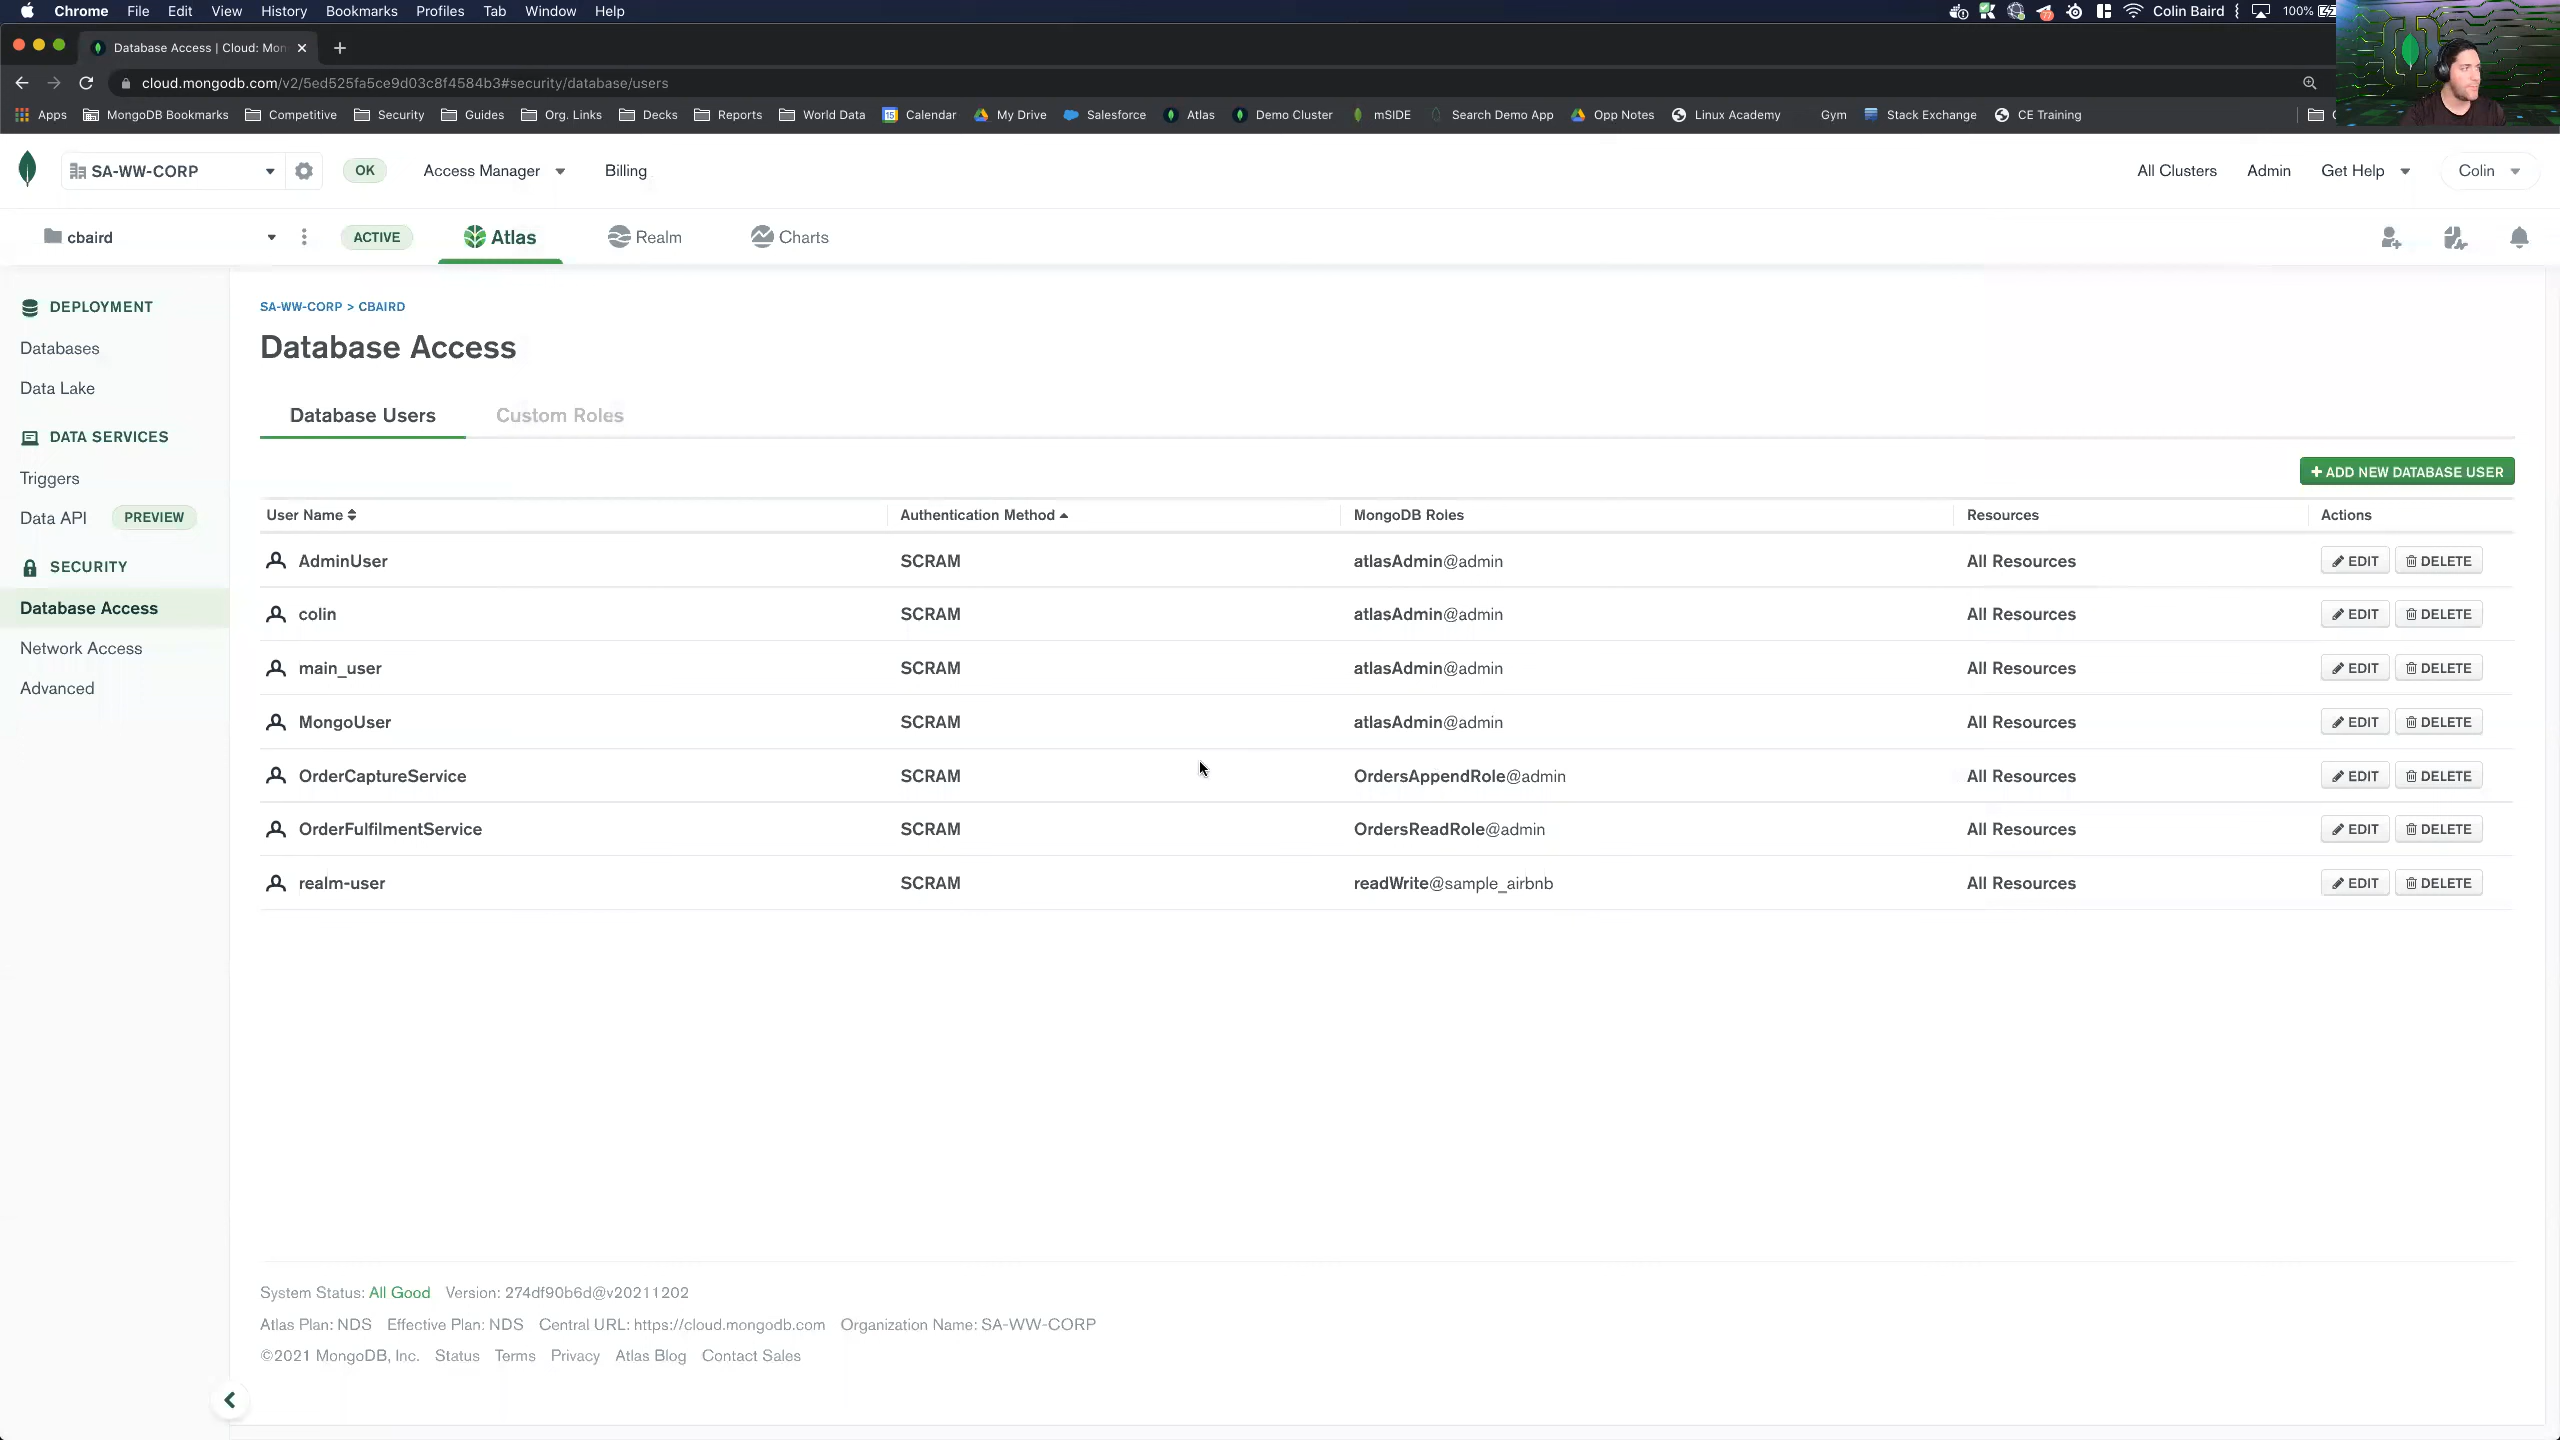 Chrome File Edit View History Bookmarks Profiles Tab Window Help Colin Baird 100%
Database Access | Cloud: Mon
cloud.mongodb.com/v2/5ed525fa5ce9d03c8f4584b3#security/database/users
Apps MongoDB Bookmarks Competitive Security Guides Org. Links Decks Reports World Data Calendar My Drive Salesforce Atlas Demo Cluster mSIDE Search Demo App Opp Notes Linux Academy Gym Stack Exchange CE Training
SA-WW-CORP OK Access Manager Billing All Clusters Admin Get Help Colin
cbaird ACTIVE Atlas Realm Charts
DEPLOYMENT
Databases
Data Lake
DATA SERVICES
Triggers
Data API PREVIEW
SECURITY
Database Access
Network Access
Advanced
SA-WW-CORP > CBAIRD
Database Access
Database Users Custom Roles
+ ADD NEW DATABASE USER
User Name Authentication Method MongoDB Roles Resources Actions
AdminUser SCRAM atlasAdmin@admin All Resources EDIT DELETE
colin SCRAM atlasAdmin@admin All Resources EDIT DELETE
main_user SCRAM atlasAdmin@admin All Resources EDIT DELETE
MongoUser SCRAM atlasAdmin@admin All Resources EDIT DELETE
OrderCaptureService SCRAM OrdersAppendRole@admin All Resources EDIT DELETE
OrderFulfilmentService SCRAM OrdersReadRole@admin All Resources EDIT DELETE
realm-user SCRAM readWrite@sample_airbnb All Resources EDIT DELETE
System Status: All Good Version: 274df90b6d@v20211202
Atlas Plan: NDS Effective Plan: NDS Central URL: https://cloud.mongodb.com Organization Name: SA-WW-CORP
©2021 MongoDB, Inc. Status Terms Privacy Atlas Blog Contact Sales